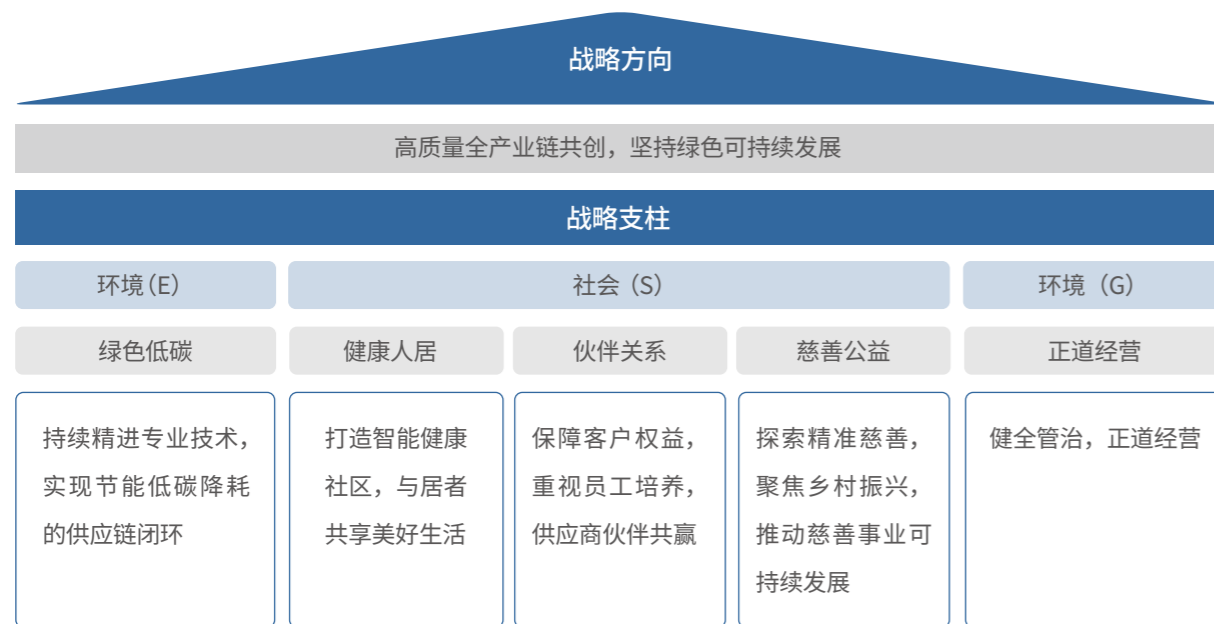 战略方向
高质量全产业链共创，坚持绿色可持续发展
战略支柱
环境（E）
社会（S）
环境（G）
绿色低碳
健康人居
伙伴关系
慈善公益
正道经营
持续精进专业技术，
实现节能低碳降耗
的供应链闭环
打造智能健康
社区，与居者
共享美好生活
保障客户权益，
重视员工培养，
供应商伙伴共赢
探索精准慈善，
聚焦乡村振兴，
推动慈善事业可
持续发展
健全管治，正道经营